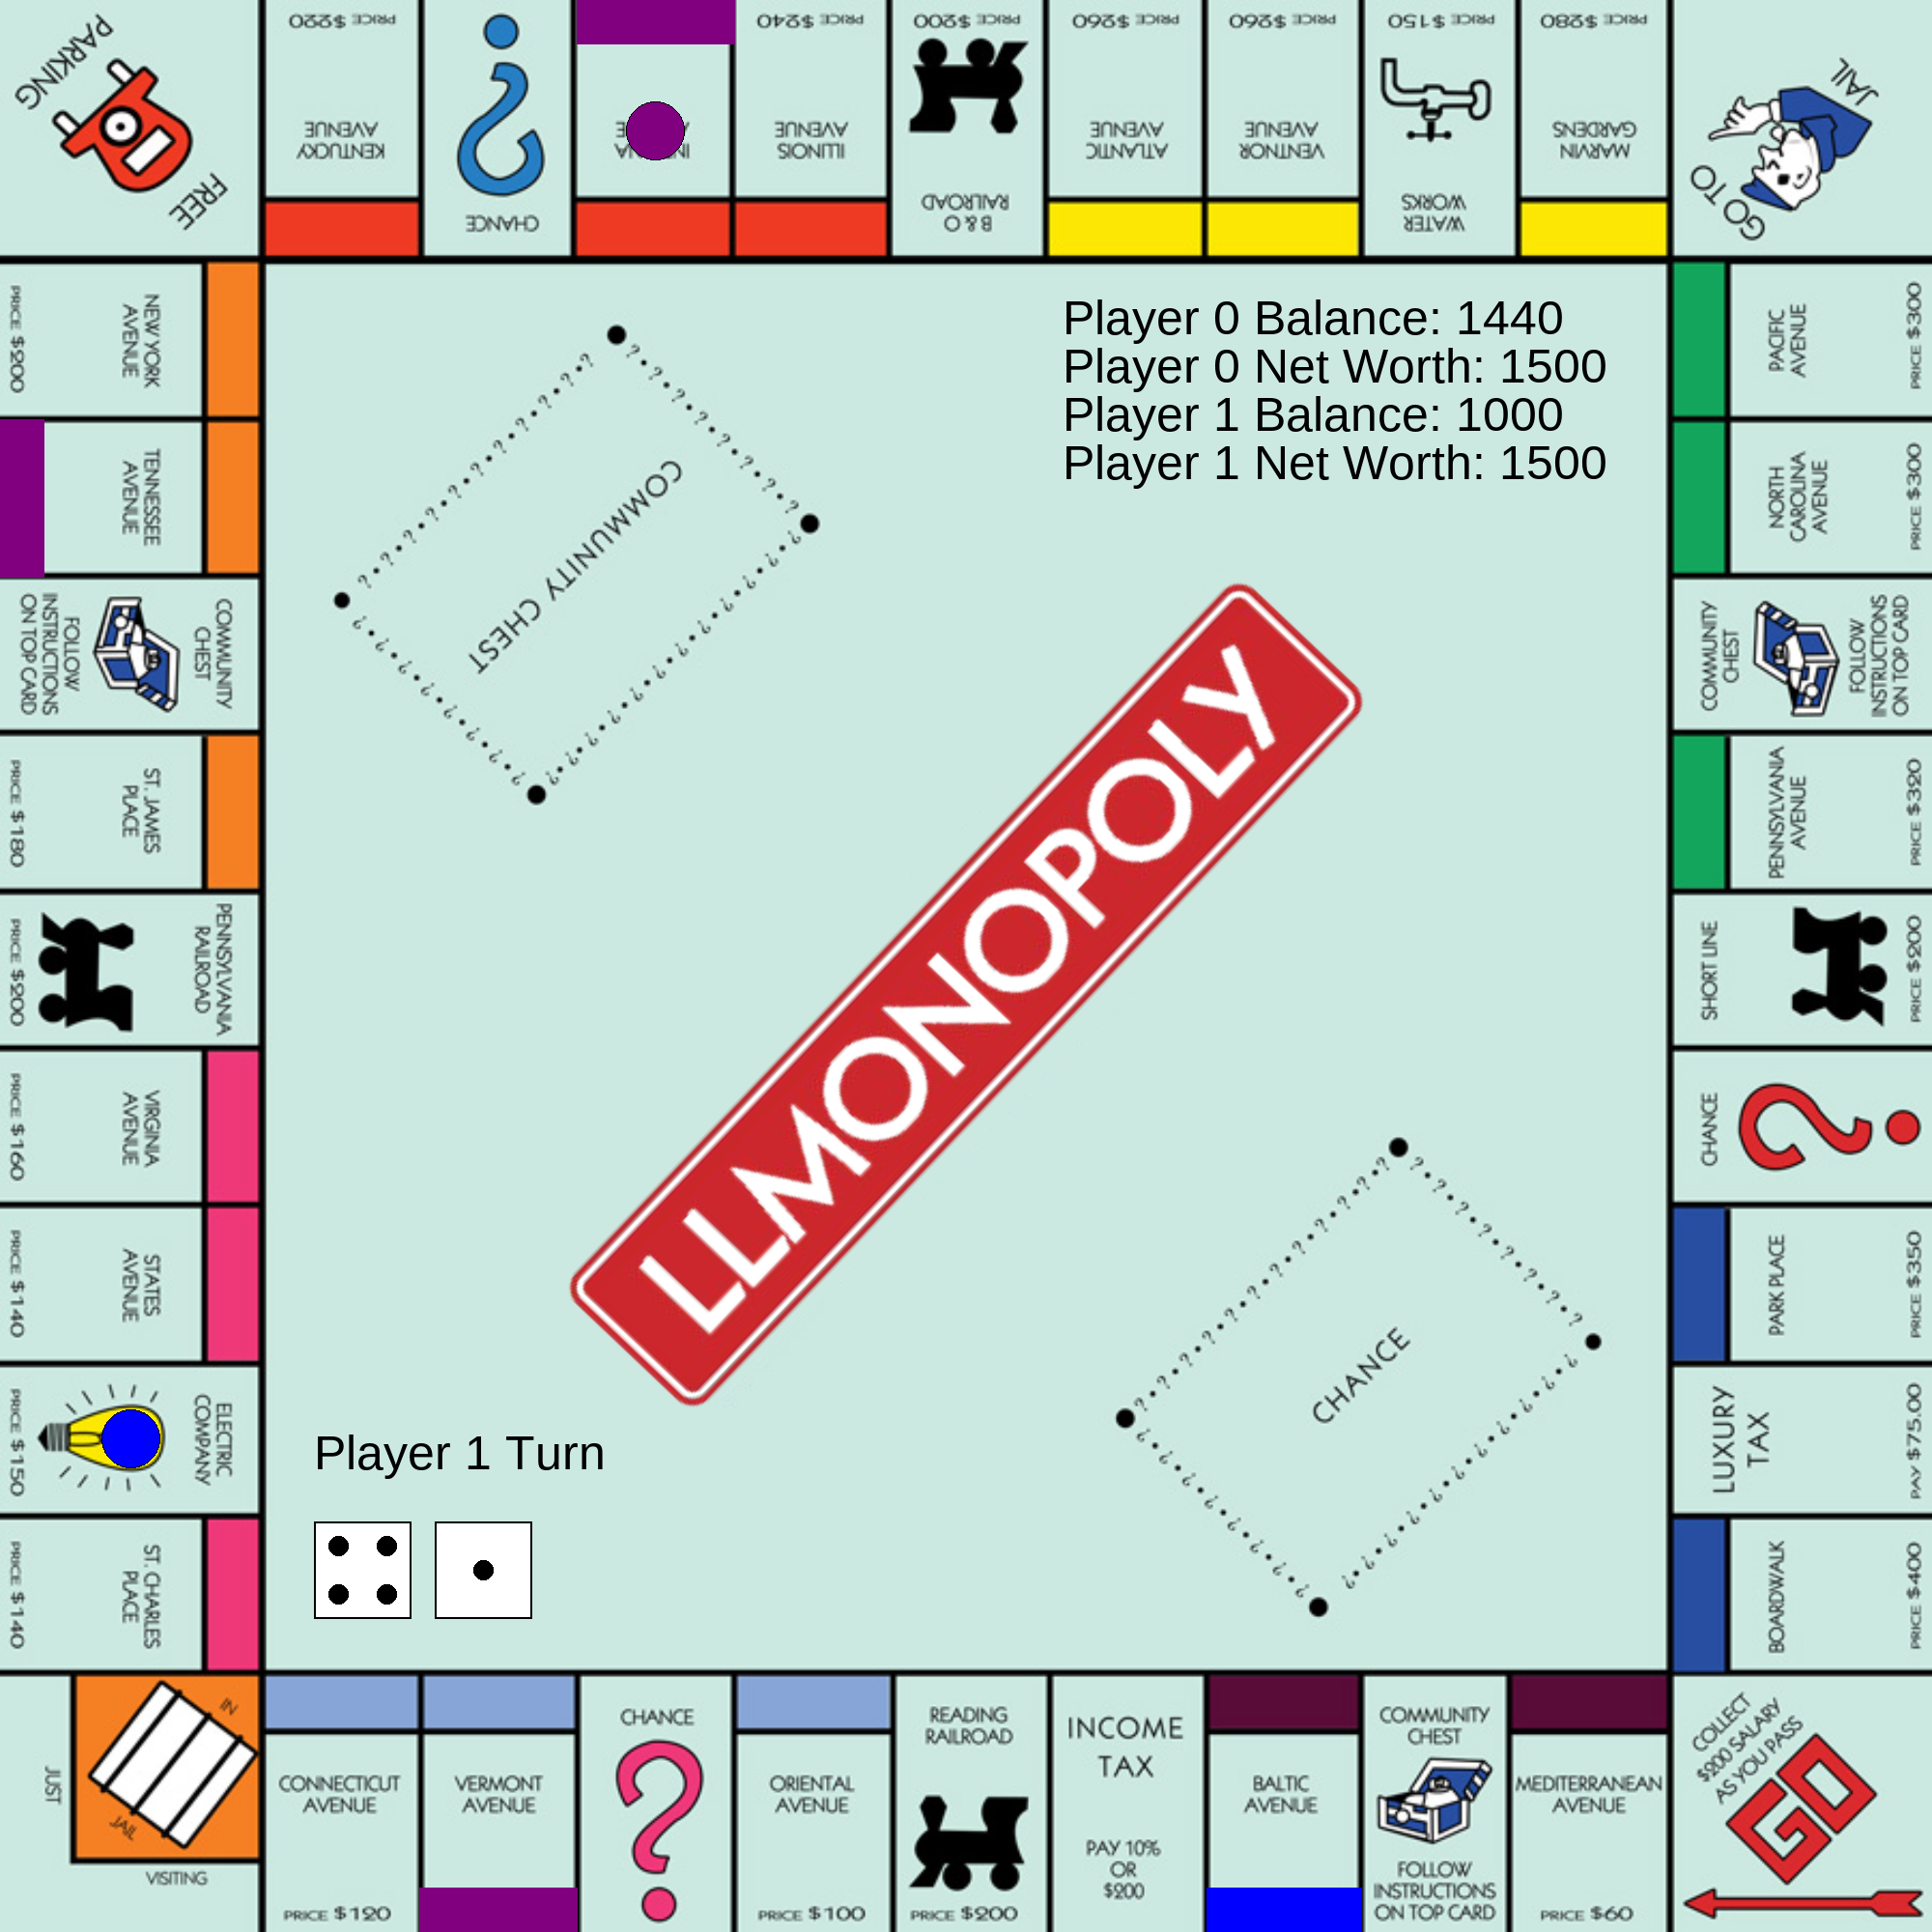 PARKING
FREE
PRICE $220
KENTUCKY
AVENUE
CHANCE
PRICE $240
ILLINOIS
AVENUE
PRICE $200
B & O
RAILROAD
PRICE $260
ATLANTIC
AVENUE
PRICE $260
VENTNOR
AVENUE
PRICE $150
WATER
WORKS
PRICE $280
MARVIN
GARDENS
GO TO
JAIL
NEW YORK
AVENUE
PRICE $200
TENNESSEE
AVENUE
COMMUNITY
CHEST
FOLLOW
INSTRUCTIONS
ON TOP CARD
ST. JAMES
PLACE
PRICE $180
PENNSYLVANIA
RAILROAD
PRICE $200
VIRGINIA
AVENUE
PRICE $160
STATES
AVENUE
PRICE $140
ELECTRIC
COMPANY
PRICE $150
ST. CHARLES
PLACE
PRICE $140
Player 0 Balance: 1440
Player 0 Net Worth: 1500
Player 1 Balance: 1000
Player 1 Net Worth: 1500
COMMUNITY CHEST
LLMONOPOLY
CHANCE
Player 1 Turn
PACIFIC
AVENUE
PRICE $300
NORTH
CAROLINA
AVENUE
PRICE $300
COMMUNITY
CHEST
FOLLOW
INSTRUCTIONS
ON TOP CARD
PENNSYLVANIA
AVENUE
PRICE $320
SHORT LINE
PRICE $200
CHANCE
PARK PLACE
PRICE $350
LUXURY
TAX
PAY $75.00
BOARDWALK
PRICE $400
JUST
VISITING
IN
JAIL
CONNECTICUT
AVENUE
PRICE $120
VERMONT
AVENUE
CHANCE
ORIENTAL
AVENUE
PRICE $100
READING
RAILROAD
PRICE $200
INCOME
TAX
PAY 10%
OR
$200
BALTIC
AVENUE
COMMUNITY
CHEST
FOLLOW
INSTRUCTIONS
ON TOP CARD
MEDITERRANEAN
AVENUE
PRICE $60
COLLECT
$200 SALARY
AS YOU PASS
GO